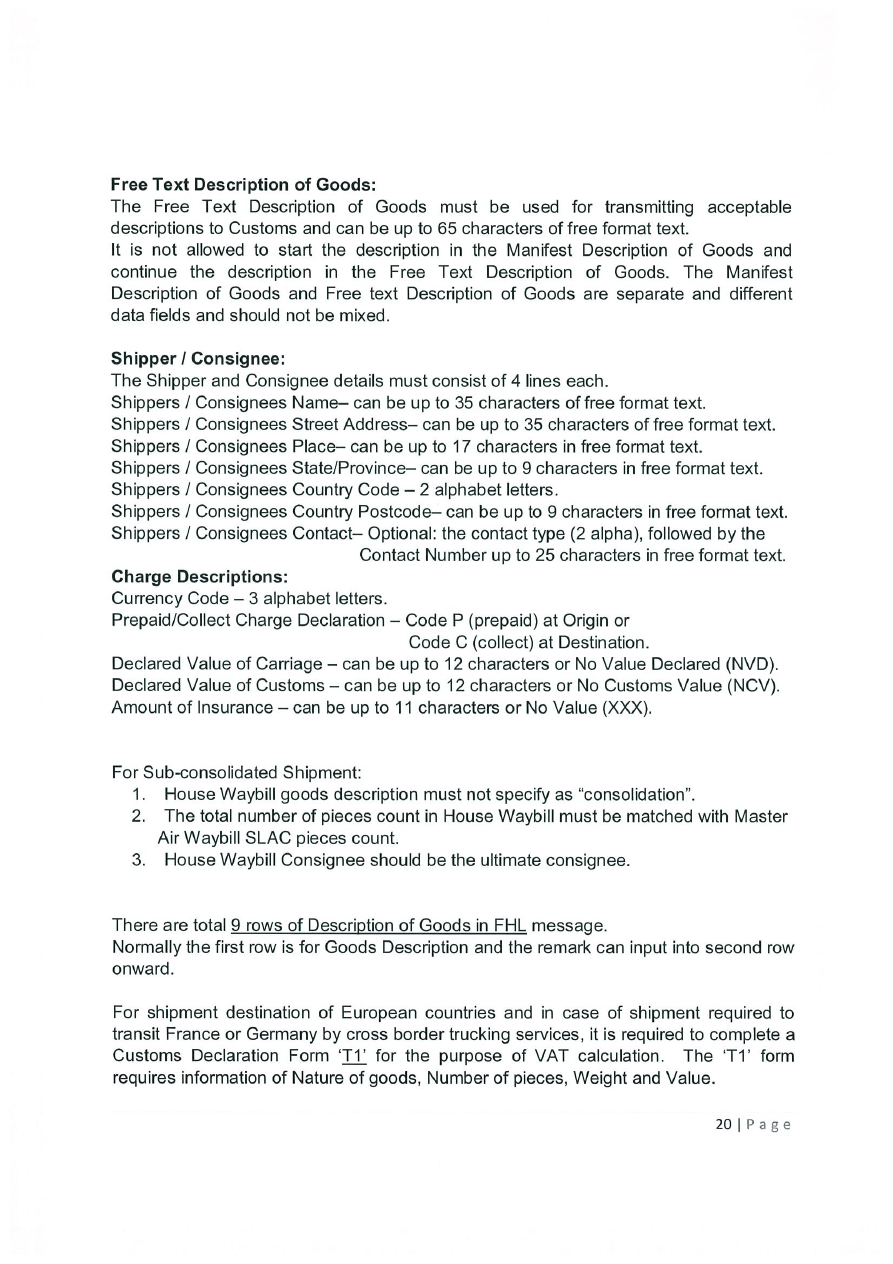 Free Text Description of Goods:
The Free Text Description of Goods must be used for transmitting acceptable
descriptions to Customs and can be up to 65 characters of free format text.
It is not allowed to start the description in the Manifest Description of Goods and
continue the description in the Free Text Description of Goods. The Manifest
Description of Goods and Free text Description of Goods are separate and different
data fields and should not be mixed.
Shipper / Consignee:
The Shipper and Consignee details must consist of 4 lines each.
Shippers / Consignees Name– can be up to 35 characters of free format text.
Shippers / Consignees Street Address– can be up to 35 characters of free format text.
Shippers / Consignees Place– can be up to 17 characters in free format text.
Shippers / Consignees State/Province– can be up to 9 characters in free format text.
Shippers / Consignees Country Code – 2 alphabet letters.
Shippers / Consignees Country Postcode– can be up to 9 characters in free format text.
Shippers / Consignees Contact– Optional: the contact type (2 alpha), followed by the
Contact Number up to 25 characters in free format text.
Charge Descriptions:
Currency Code – 3 alphabet letters.
Prepaid/Collect Charge Declaration – Code P (prepaid) at Origin or
Code C (collect) at Destination.
Declared Value of Carriage – can be up to 12 characters or No Value Declared (NVD).
Declared Value of Customs – can be up to 12 characters or No Customs Value (NCV).
Amount of Insurance – can be up to 11 characters or No Value (XXX).
For Sub-consolidated Shipment:
1. House Waybill goods description must not specify as “consolidation”.
2. The total number of pieces count in House Waybill must be matched with Master
Air Waybill SLAC pieces count.
3. House Waybill Consignee should be the ultimate consignee.
There are total 9 rows of Description of Goods in FHL message.
Normally the first row is for Goods Description and the remark can input into second row
onward.
For shipment destination of European countries and in case of shipment required to
transit France or Germany by cross border trucking services, it is required to complete a
Customs Declaration Form ‘T1’ for the purpose of VAT calculation. The ‘T1’ form
requires information of Nature of goods, Number of pieces, Weight and Value.
20 | Page